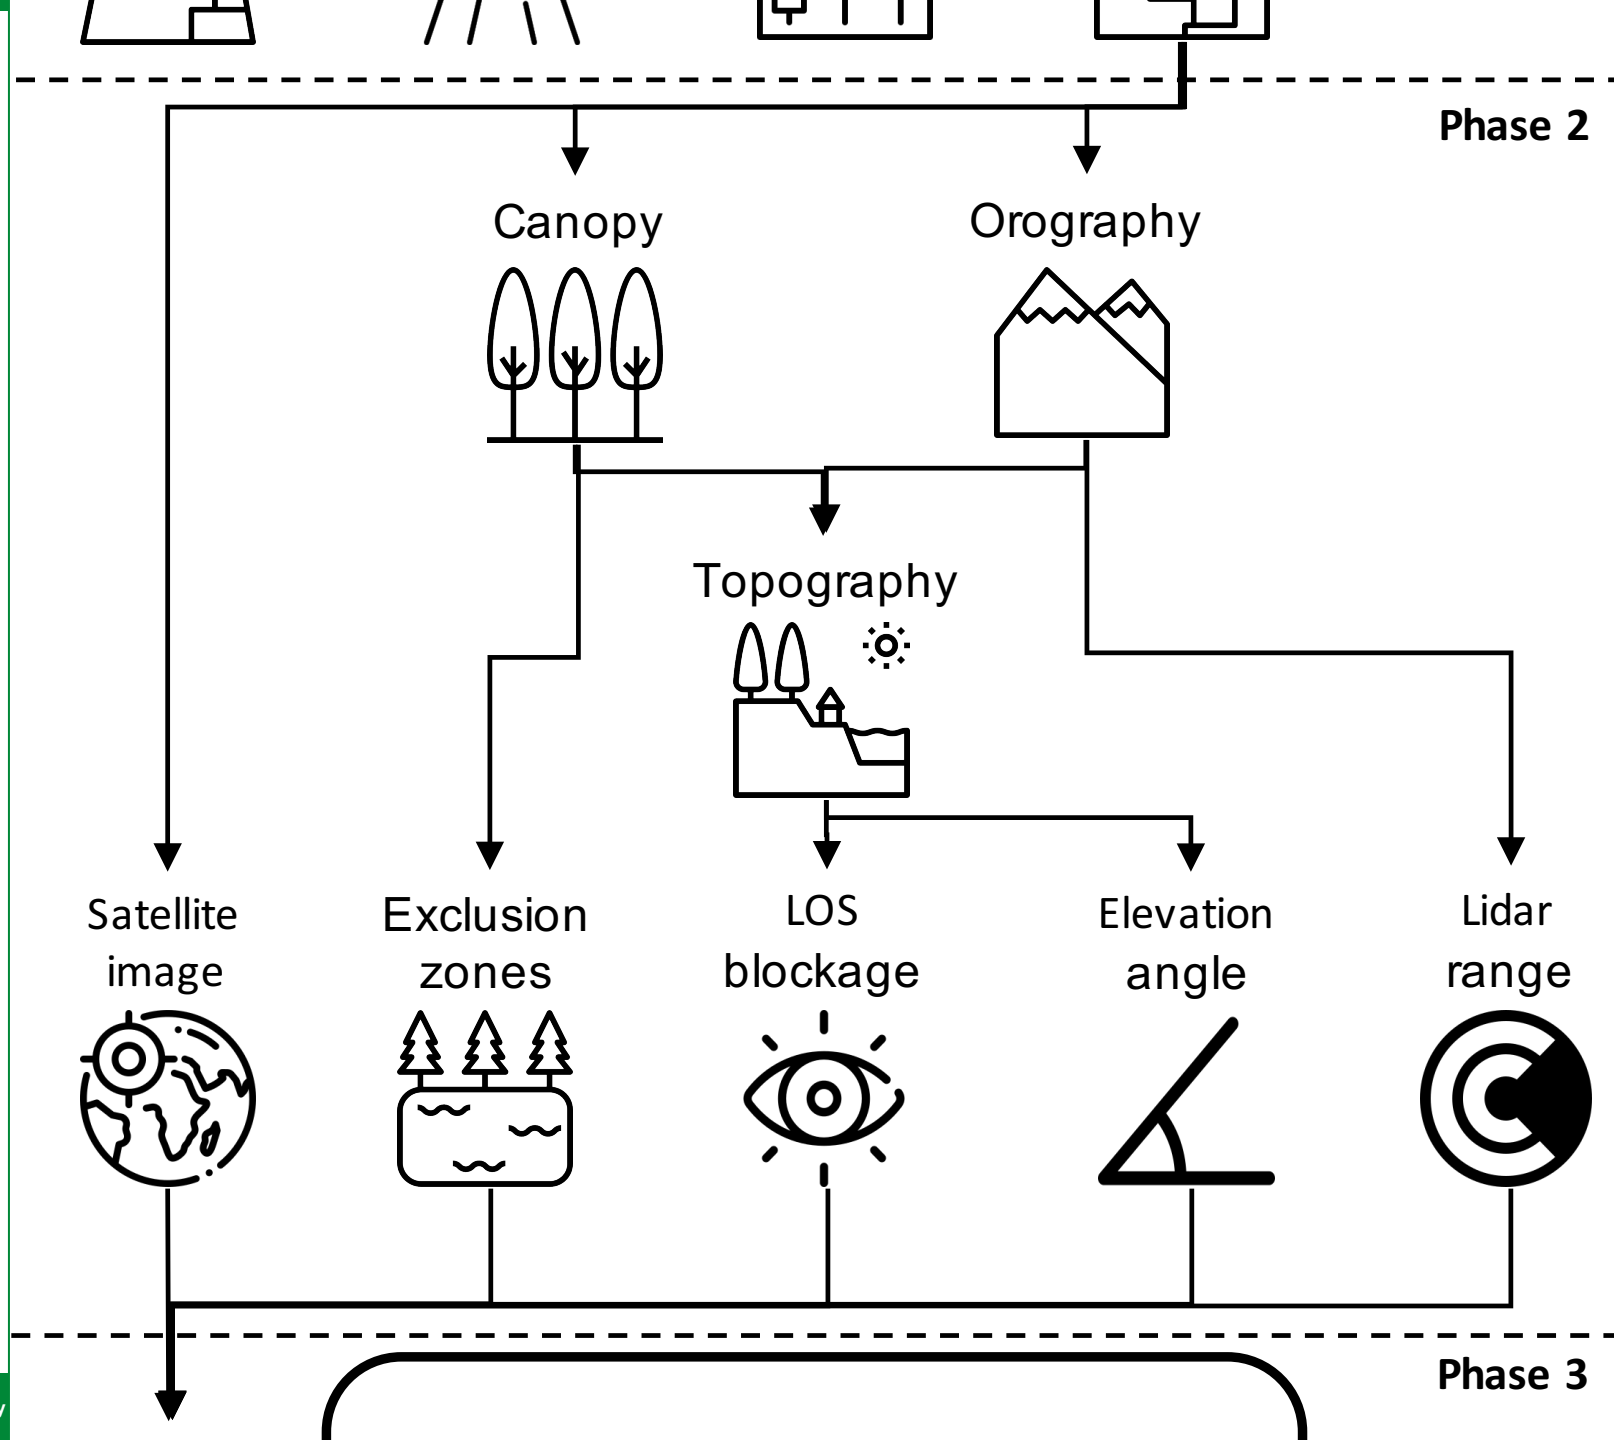 Phase 2
Canopy
Orography
Topography
Satellite
image
Exclusion
zones
LOS
blockage
Elevation
angle
Lidar
range
Phase 3